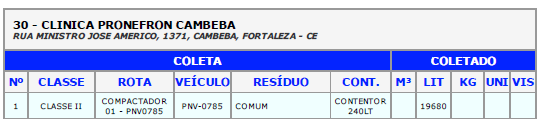 30 - CLINICA PRONEFRON CAMBEBA
RUA MINISTRO JOSE AMERICO, 1371, CAMBEBA, FORTALEZA - CE
COLETA COLETADO
Nº CLASSE ROTA VEÍCULO RESÍDUO CONT. M³ LIT KG UNI VIS
1 CLASSE II COMPACTADOR 01 - PNV0785 PNV-0785 COMUM CONTENTOR 240LT 19680